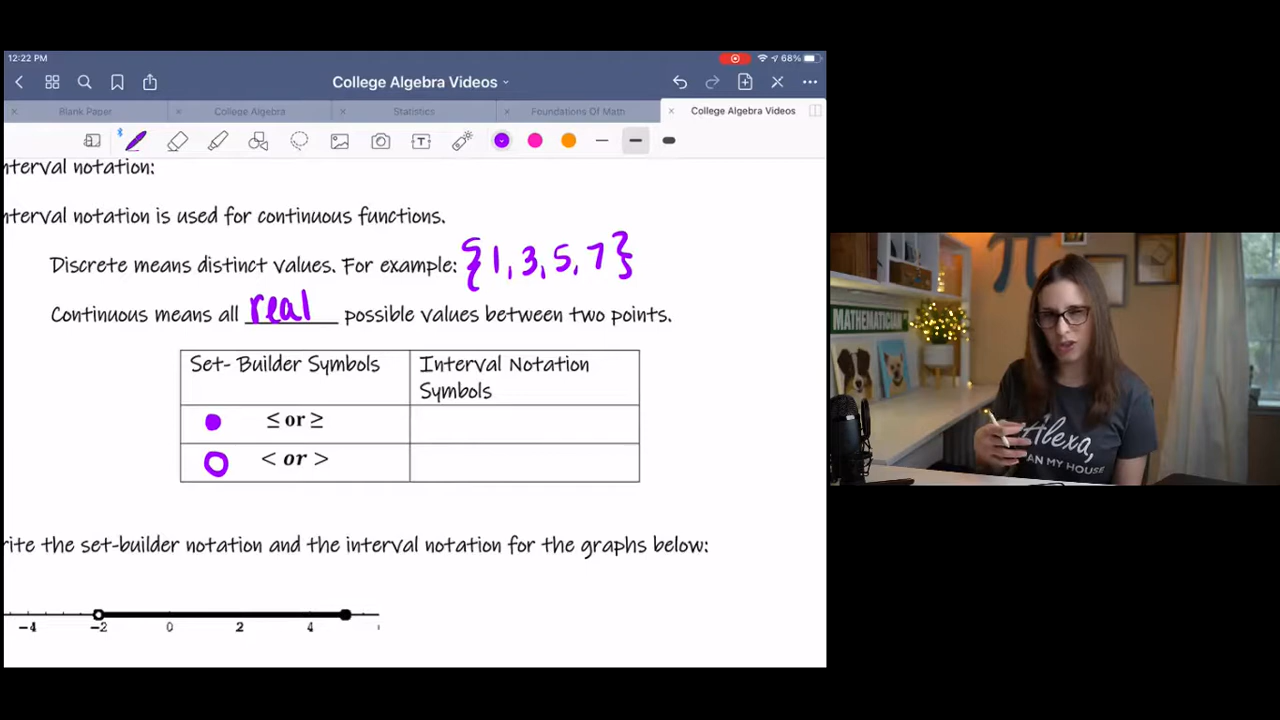 12:22 PM
68%
College Algebra Videos
Blank Paper
College Algebra
Statistics
Foundations Of Math
College Algebra Videos
nterval notation:
nterval notation is used for continuous functions.
Discrete means distinct values. For example: {1, 3, 5, 7}
Continuous means all real possible values between two points.
Set- Builder Symbols
Interval Notation
Symbols
≤ or ≥
< or >
rite the set-builder notation and the interval notation for the graphs below:
-4 -2 0 2 4
MATHEMATICIAN
Alexa,
AN MY HOUSE